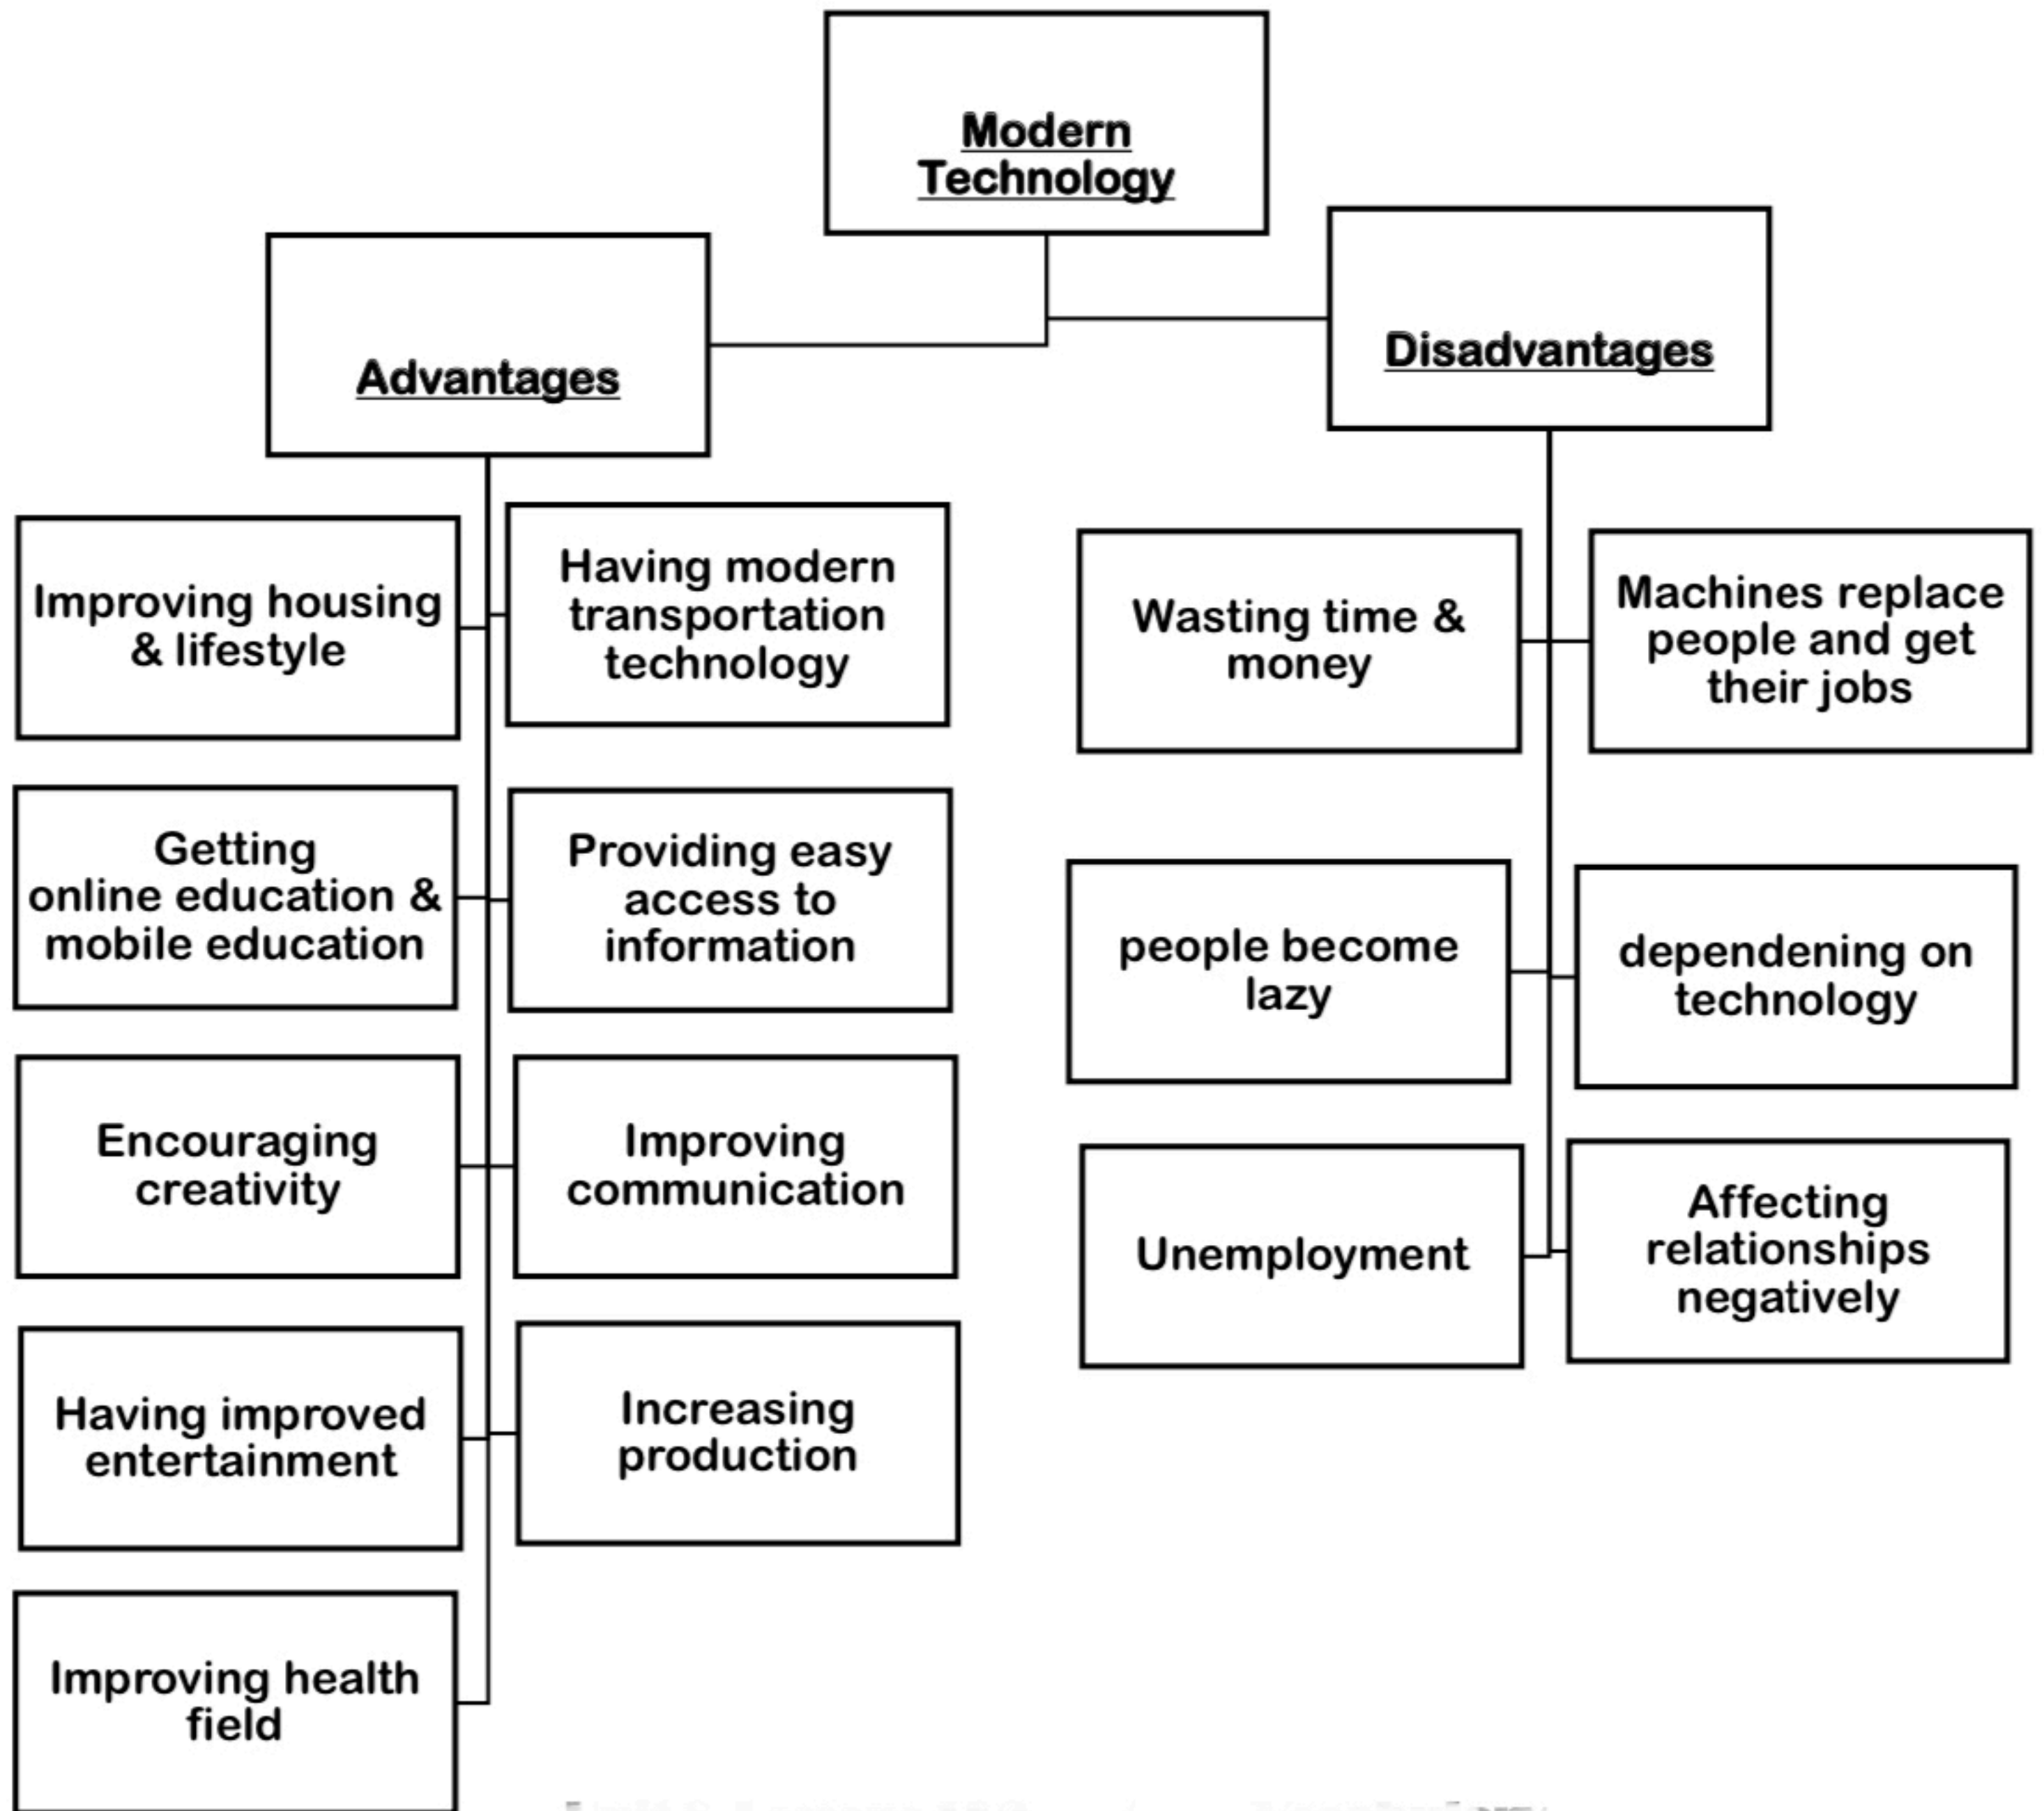 Modern
Technology
Advantages
Disadvantages
Improving housing
& lifestyle
Having modern
transportation
technology
Getting
online education &
mobile education
Providing easy
access to
information
Encouraging
creativity
Improving
communication
Having improved
entertainment
Increasing
production
Improving health
field
Wasting time &
money
Machines replace
people and get
their jobs
people become
lazy
dependening on
technology
Unemployment
Affecting
relationships
negatively